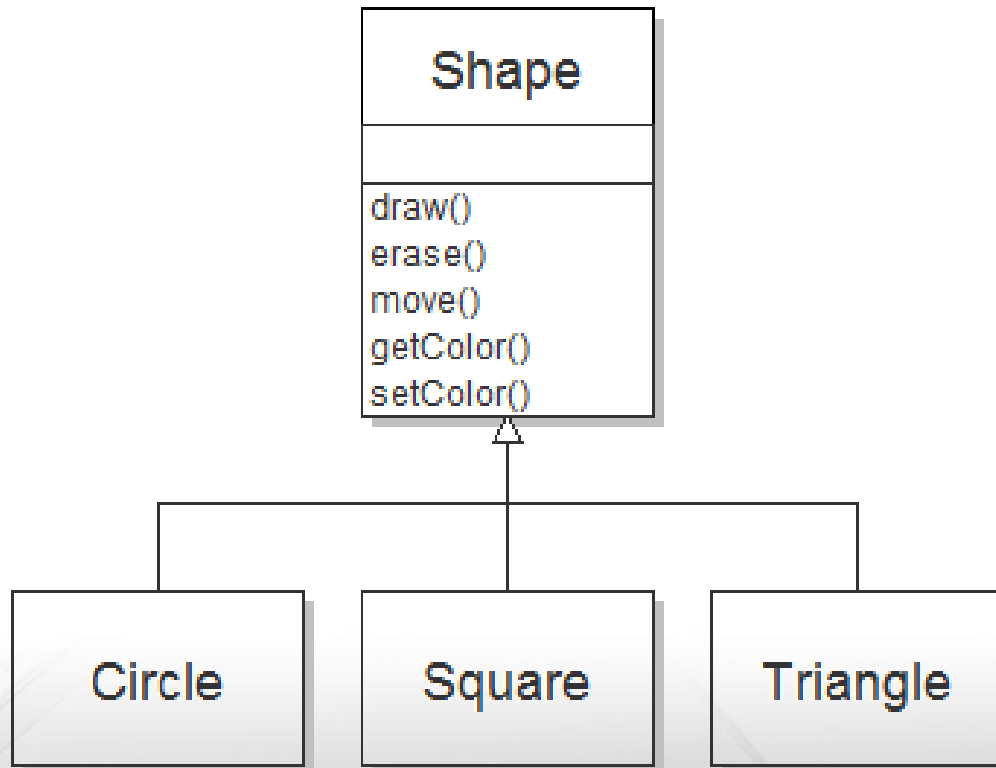 Shape
draw()
erase()
move()
getColor()
setColor()
Circle
Square
Triangle